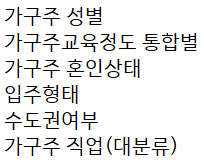 가구주 성별
가구주교육정도 통합별
가구주 혼인상태
입주형태
수도권여부
가구주 직업(대분류)